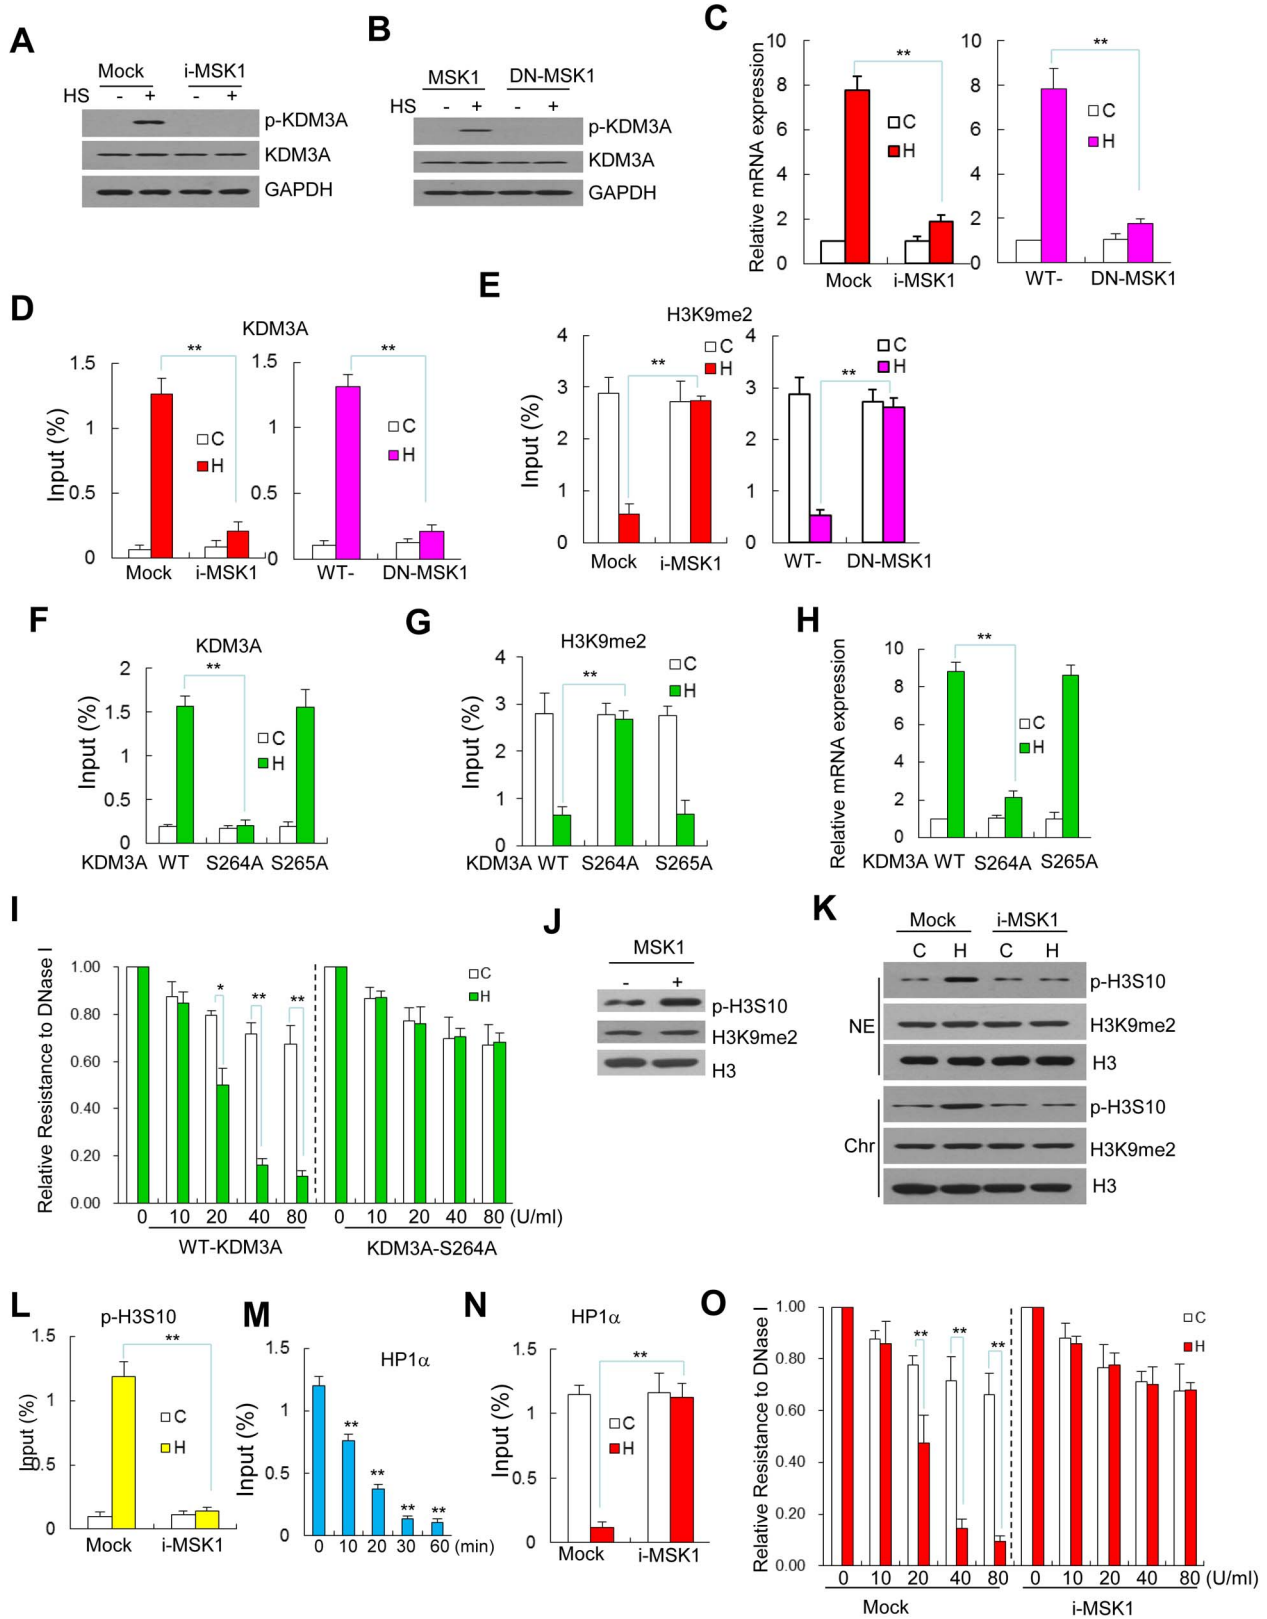 A
Mock i-MSK1
HS - + - +
p-KDM3A
KDM3A
GAPDH
B
MSK1 DN-MSK1
HS - + - +
p-KDM3A
KDM3A
GAPDH
C
Relative mRNA expression
10
8
6
4
2
0
**
C
H
Mock i-MSK1
10
8
6
4
2
0
**
C
H
WT- DN-MSK1
D
KDM3A
Input (%)
1.5
1
0.5
0
**
C
H
Mock i-MSK1
1.5
1
0.5
0
**
C
H
WT- DN-MSK1
E
H3K9me2
Input (%)
4
3
2
1
0
**
C
H
Mock i-MSK1
4
3
2
1
0
**
C
H
WT- DN-MSK1
F
KDM3A
Input (%)
2
1.5
1
0.5
0
**
C
H
KDM3A WT S264A S265A
G
H3K9me2
Input (%)
4
3
2
1
0
**
C
H
KDM3A WT S264A S265A
H
Relative mRNA expression
10
8
6
4
2
0
**
C
H
KDM3A WT S264A S265A
I
Relative Resistance to DNase I
1.00
0.80
0.60
0.40
0.20
0.00
* ** **
C
H
0 10 20 40 80 0 10 20 40 80 (U/ml)
WT-KDM3A KDM3A-S264A
J
MSK1
- +
p-H3S10
H3K9me2
H3
K
Mock i-MSK1
C H C H
NE
p-H3S10
H3K9me2
H3
Chr
p-H3S10
H3K9me2
H3
L
p-H3S10
Input (%)
1.5
1
0.5
0
**
C
H
Mock i-MSK1
M
HP1α
Input (%)
1.5
1
0.5
0
** ** ** **
0 10 20 30 60 (min)
N
HP1α
Input (%)
1.5
1
0.5
0
**
C
H
Mock i-MSK1
O
Relative Resistance to DNase I
1.00
0.80
0.60
0.40
0.20
0.00
** ** **
C
H
0 10 20 40 80 0 10 20 40 80 (U/ml)
Mock i-MSK1